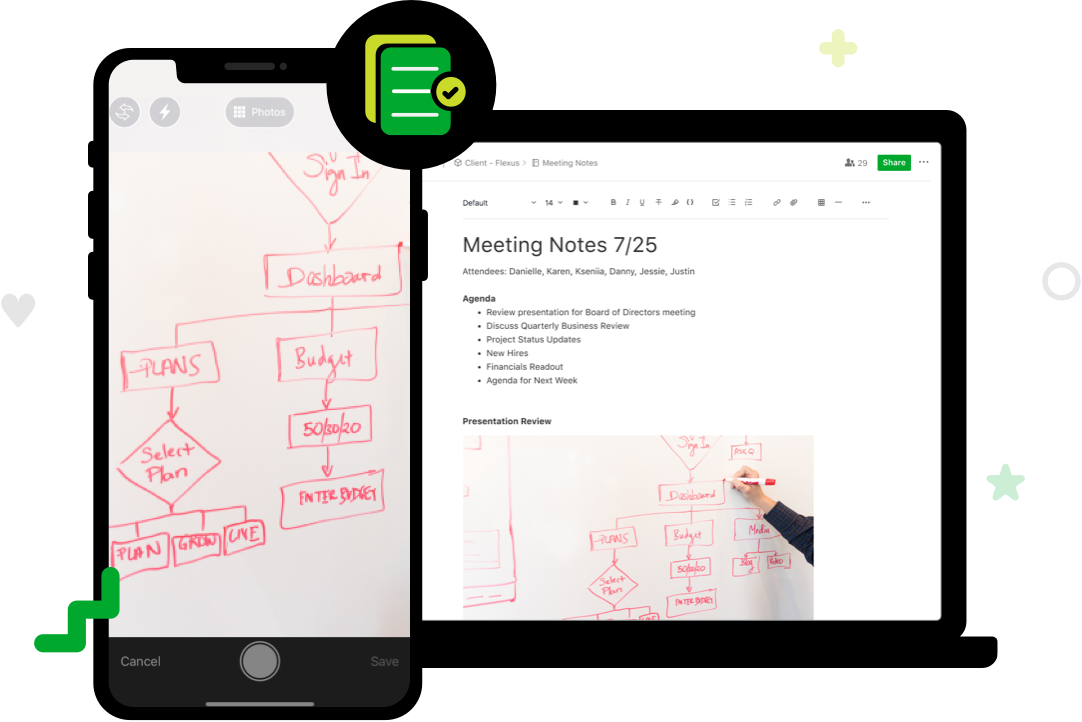 Photos
Sign In
Dashboard
PLANS
Budget
Select
Plan
50/30/20
ENTER BUDGET
PLAN
GROW
LIVE
Cancel
Save
Client - Flexus > Meeting Notes
29
Share
Default
14
B I U T
Meeting Notes 7/25
Attendees: Danielle, Karen, Kseniia, Danny, Jessie, Justin
Agenda
• Review presentation for Board of Directors meeting
• Discuss Quarterly Business Review
• Project Status Updates
• New Hires
• Financials Readout
• Agenda for Next Week
Presentation Review
Sign In
ASK Q
Dashboard
PLANS
Budget
Media
Select
Plan
50/30/20
Blog
ENTER BUDGET